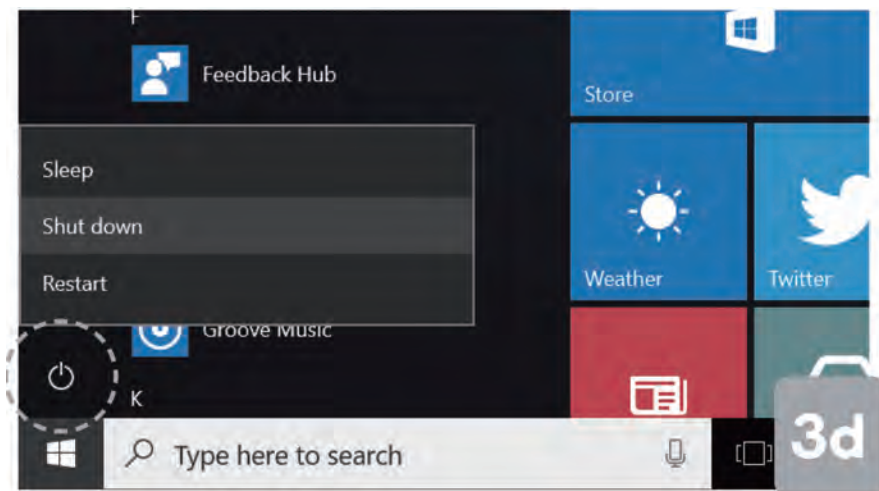 F
Feedback Hub
Store
Sleep
Shut down
Restart
Weather
Twitter
Groove Music
K
Type here to search
3d